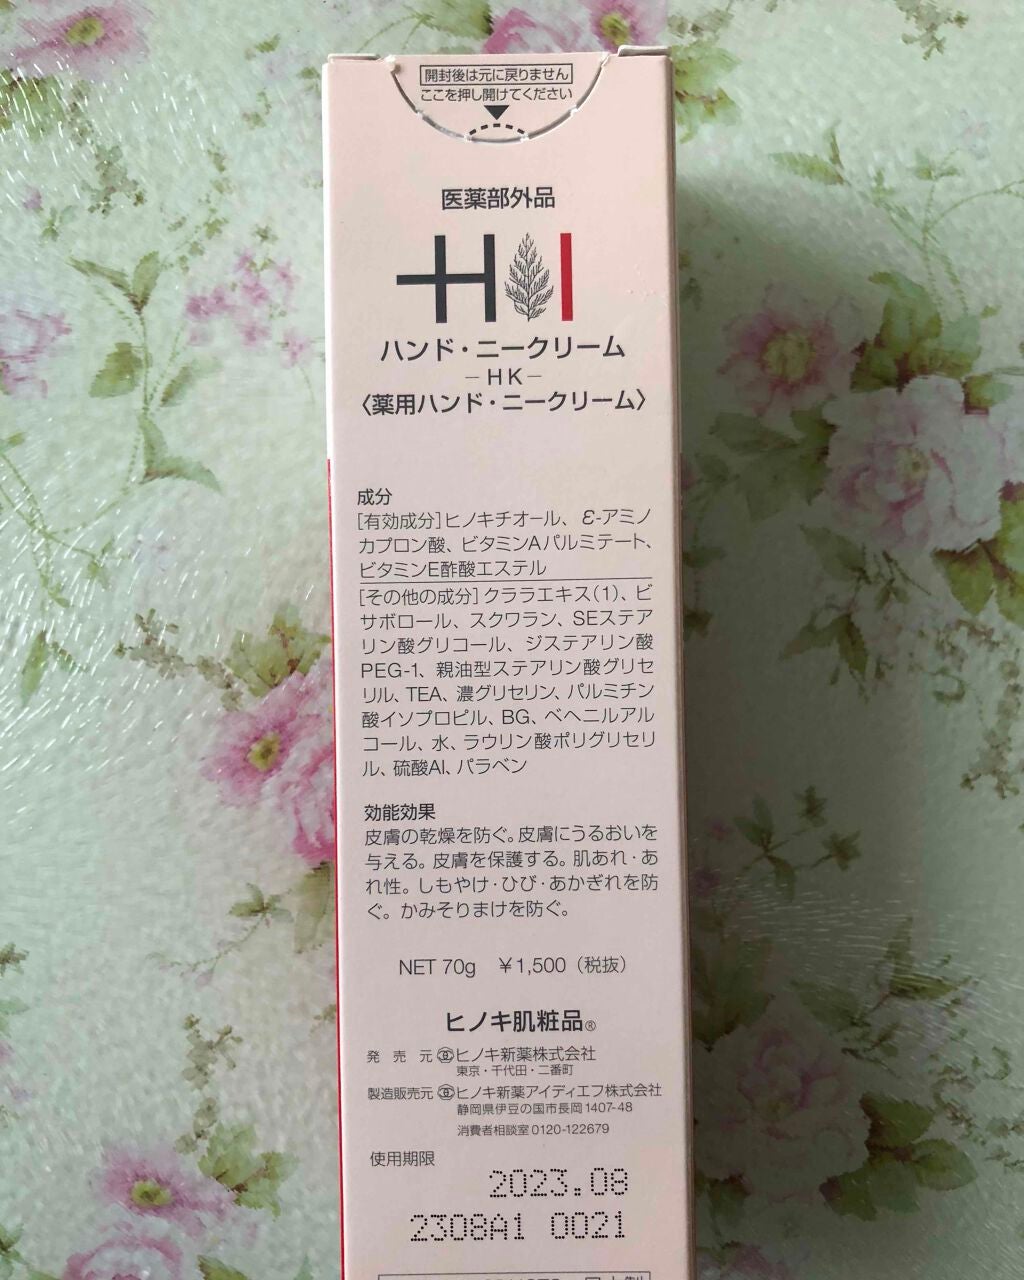 開封後は元に戻りません
ここを押し開けてください
医薬部外品
HI
ハンド・ニークリーム
－HK－
〈薬用ハンド・ニークリーム〉
成分
[有効成分]ヒノキチオール、ε-アミノ
カプロン酸、ビタミンAパルミテート、
ビタミンE酢酸エステル
[その他の成分]クララエキス(1)、ビ
サボロール、スクワラン、SEステア
リン酸グリコール、ジステアリン酸
PEG-1、親油型ステアリン酸グリセ
リル、TEA、濃グリセリン、パルミチン
酸イソプロピル、BG、ベヘニルアル
コール、水、ラウリン酸ポリグリセリ
ル、硫酸Al、パラベン
効能効果
皮膚の乾燥を防ぐ。皮膚にうるおいを
与える。皮膚を保護する。肌あれ・あ
れ性。しもやけ・ひび・あかぎれを防
ぐ。かみそりまけを防ぐ。
NET 70g ￥1,500（税抜）
ヒノキ肌粧品®
発売元 ヒノキ新薬株式会社
東京・千代田・二番町
製造販売元 ヒノキ新薬アイディエフ株式会社
静岡県伊豆の国市長岡1407-48
消費者相談室0120-122679
使用期限
2023.08
2308A1 0021